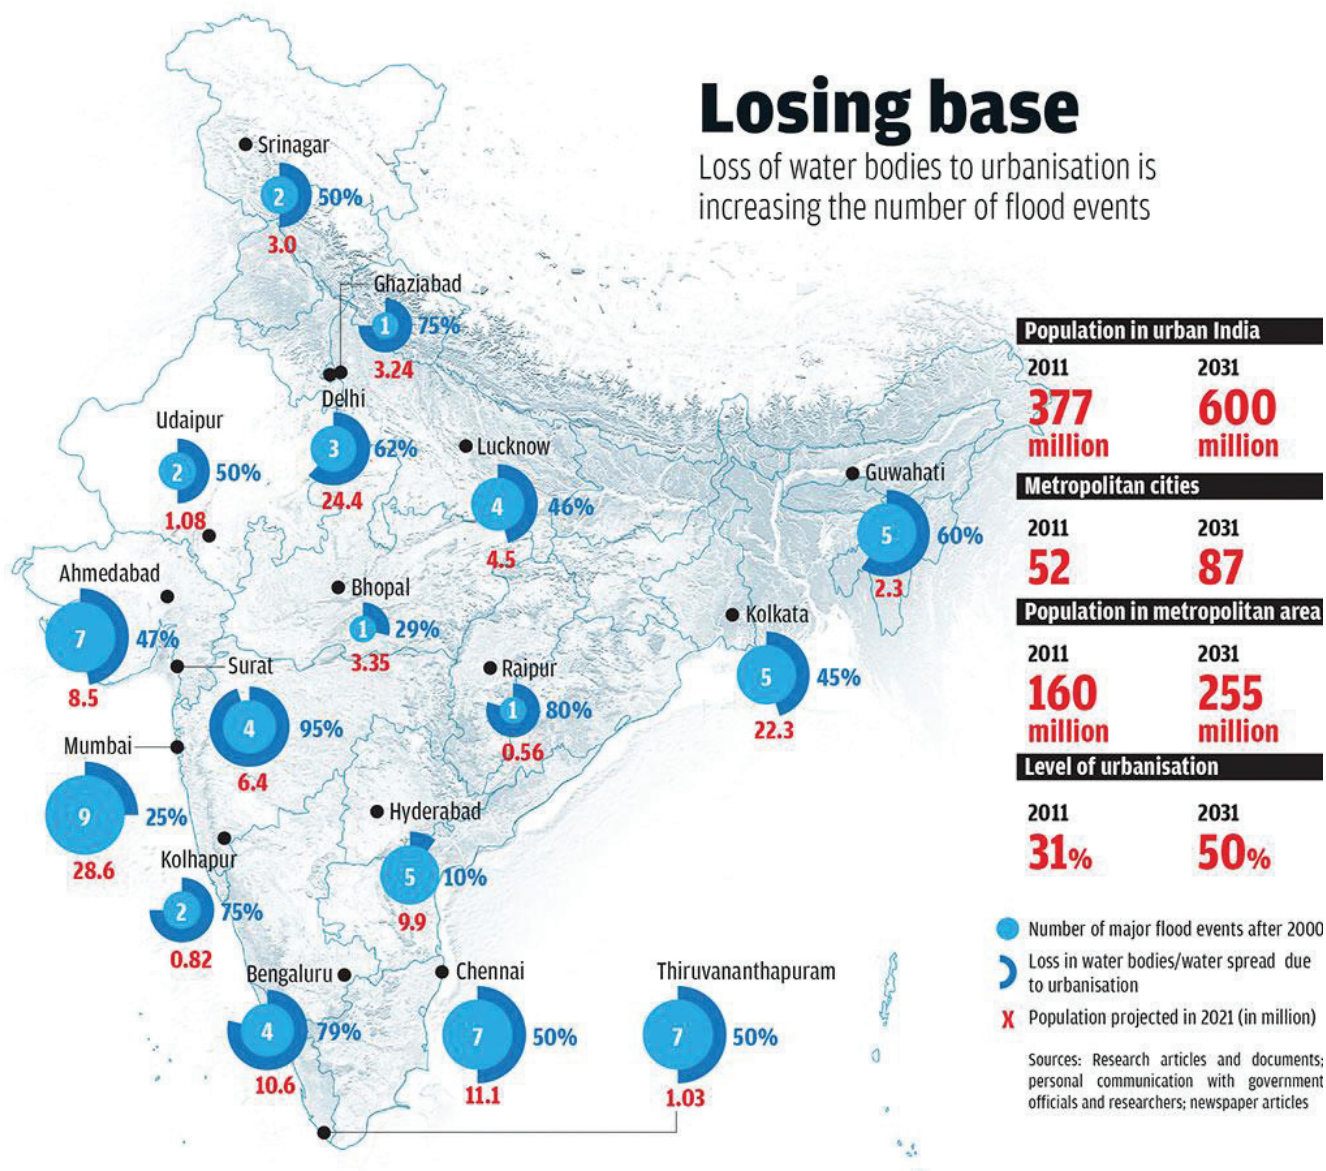 Losing base
Loss of water bodies to urbanisation is
increasing the number of flood events
Srinagar
2
50%
3.0
Ghaziabad
1
75%
3.24
Delhi
3
62%
24.4
Udaipur
2
50%
1.08
Lucknow
4
46%
4.5
Guwahati
5
60%
2.3
Ahmedabad
7
47%
8.5
Bhopal
1
29%
3.35
Kolkata
5
45%
22.3
Surat
4
95%
6.4
Raipur
1
80%
0.56
Mumbai
9
25%
28.6
Hyderabad
5
10%
9.9
Kolhapur
2
75%
0.82
Bengaluru
4
79%
10.6
Chennai
7
50%
11.1
Thiruvananthapuram
7
50%
1.03
Population in urban India
2011 2031
377 600
million million
Metropolitan cities
2011 2031
52 87
Population in metropolitan area
2011 2031
160 255
million million
Level of urbanisation
2011 2031
31% 50%
Number of major flood events after 2000
Loss in water bodies/water spread due
to urbanisation
X Population projected in 2021 (in million)
Sources: Research articles and documents;
personal communication with government
officials and researchers; newspaper articles